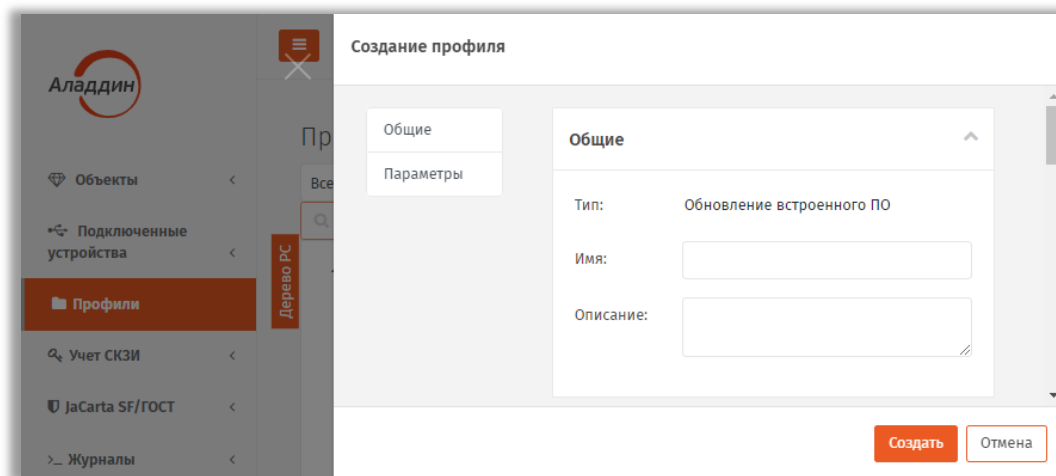 Аладдин
Объекты
Подключенные
устройства
Профили
Учет СКЗИ
JaCarta SF/ГОСТ
Журналы
Пр
Все
Дерево РС
Создание профиля
Общие
Параметры
Общие
Тип: Обновление встроенного ПО
Имя:
Описание:
Создать Отмена